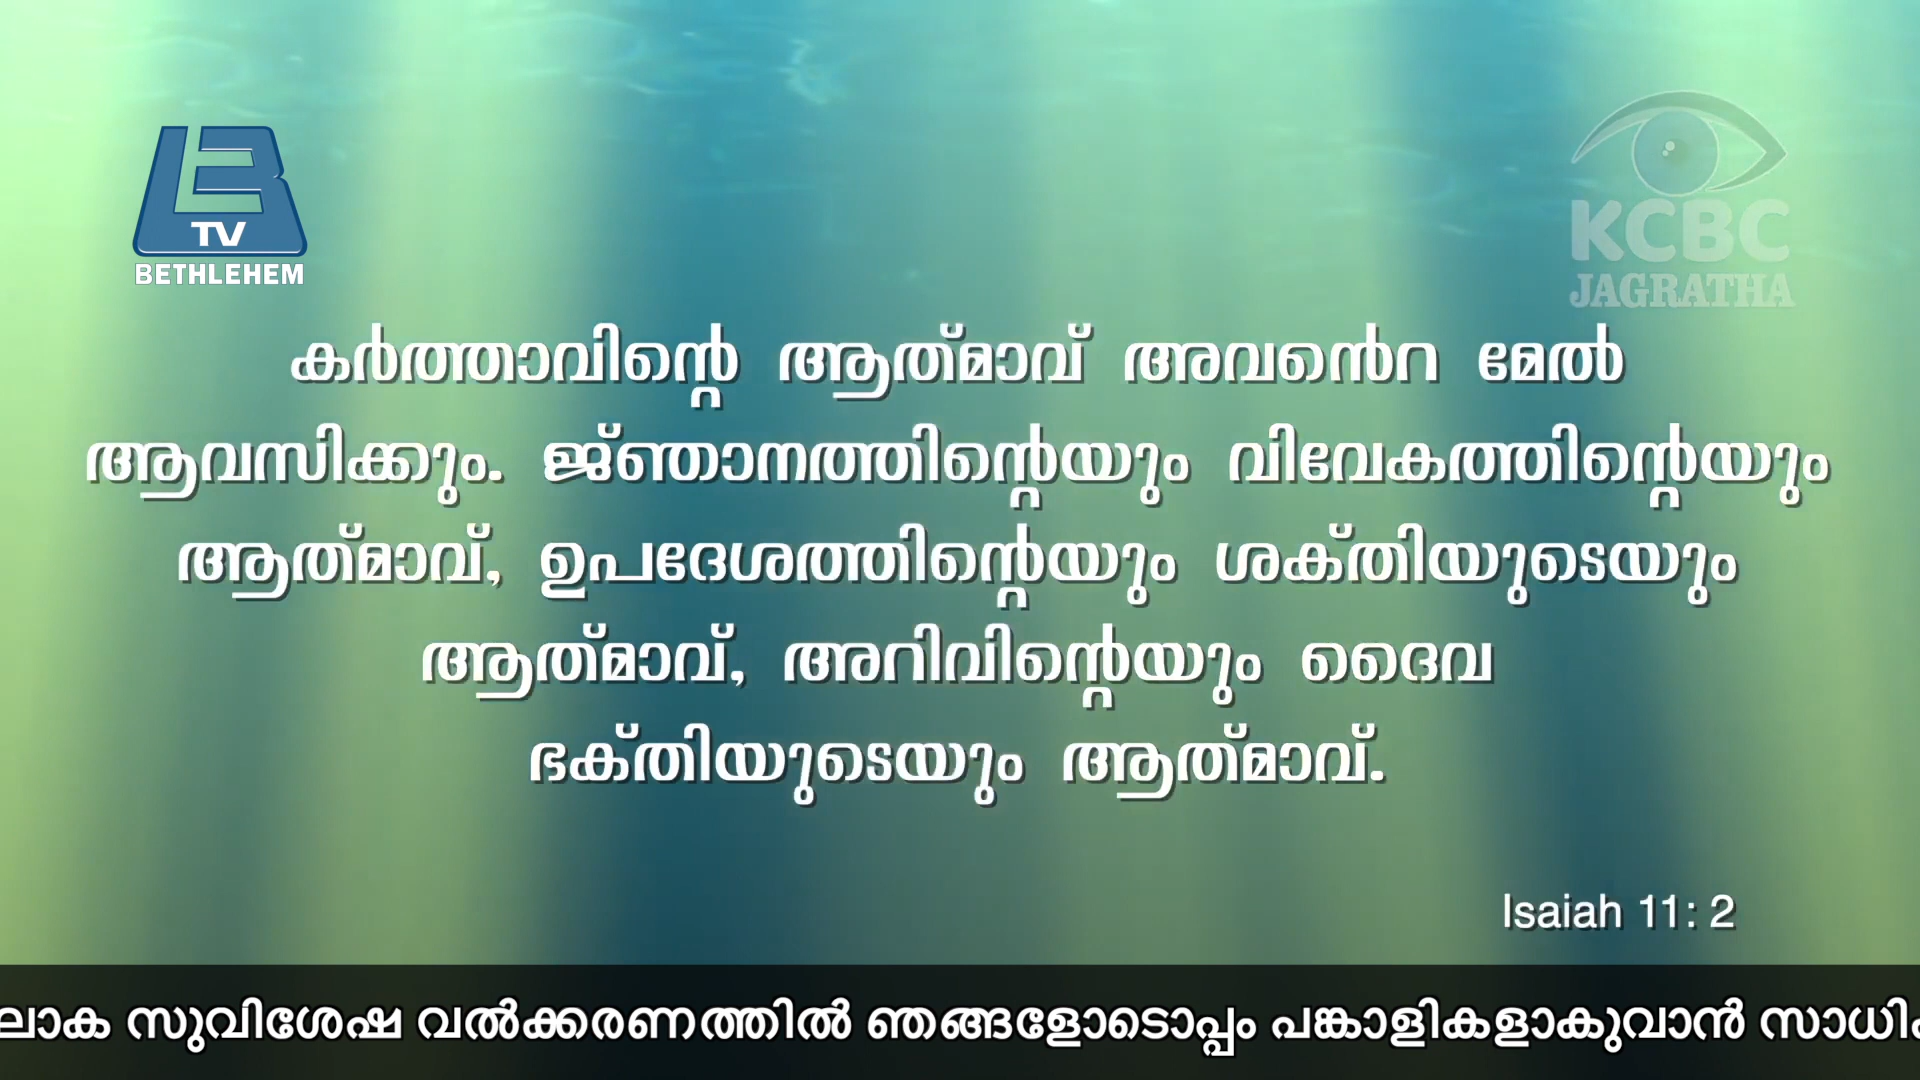 TV
BETHLEHEM
KCBC
JAGRATHA
കർത്താവിന്റെ ആത്‌മാവ് അവൻെറ മേൽ
ആവസിക്കും. ജ്‌ഞാനത്തിന്റെയും വിവേകത്തിന്റെയും
ആത്‌മാവ്, ഉപദേശത്തിന്റെയും ശക്‌തിയുടെയും
ആത്‌മാവ്, അറിവിന്റെയും ദൈവ
ഭക്‌തിയുടെയും ആത്‌മാവ്.
Isaiah 11: 2
ലോക സുവിശേഷ വൽക്കരണത്തിൽ ഞങ്ങളോടൊപ്പം പങ്കാളികളാകുവാൻ